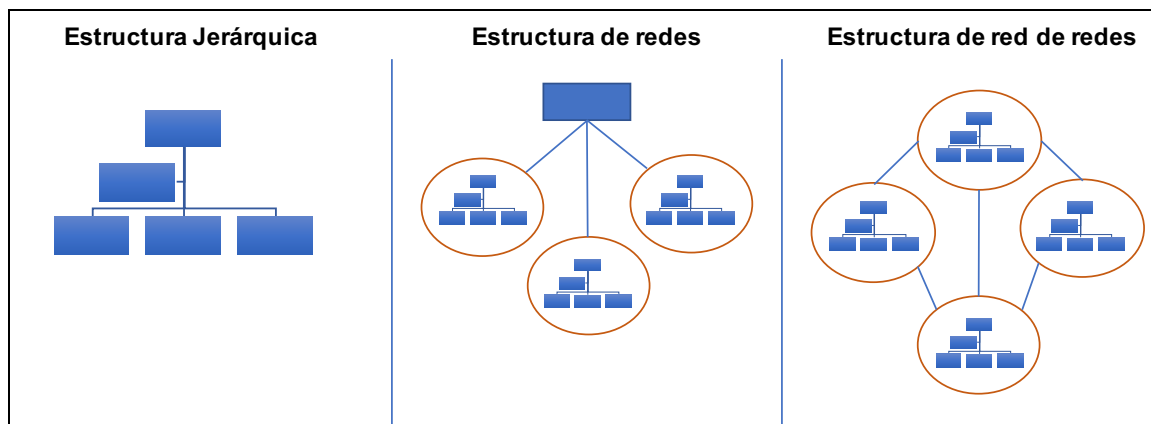 Estructura Jerárquica
Estructura de redes
Estructura de red de redes